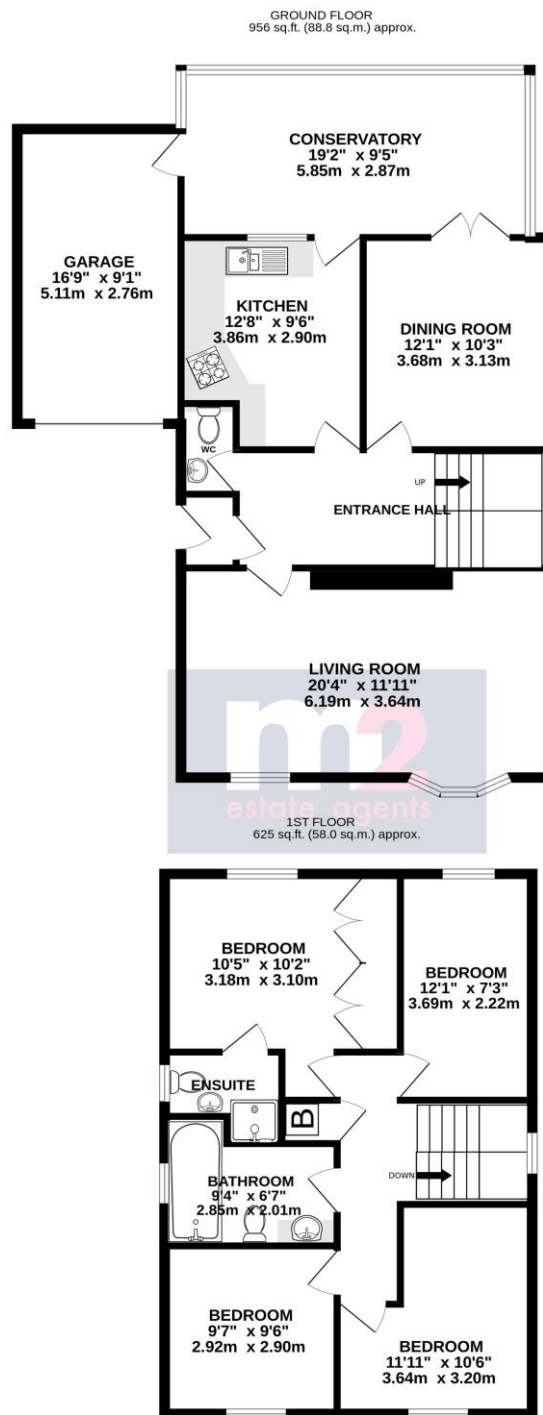 GROUND FLOOR
956 sq.ft. (88.8 sq.m.) approx.
CONSERVATORY
19'2" x 9'5"
5.85m x 2.87m
GARAGE
16'9" x 9'1"
5.11m x 2.76m
KITCHEN
12'8" x 9'6"
3.86m x 2.90m
DINING ROOM
12'1" x 10'3"
3.68m x 3.13m
WC
UP
ENTRANCE HALL
LIVING ROOM
20'4" x 11'11"
6.19m x 3.64m
m2
estate agents
1ST FLOOR
625 sq.ft. (58.0 sq.m.) approx.
BEDROOM
10'5" x 10'2"
3.18m x 3.10m
BEDROOM
12'1" x 7'3"
3.69m x 2.22m
ENSUITE
B
BATHROOM
9'4" x 6'7"
2.85m x 2.01m
DOWN
BEDROOM
9'7" x 9'6"
2.92m x 2.90m
BEDROOM
11'11" x 10'6"
3.64m x 3.20m